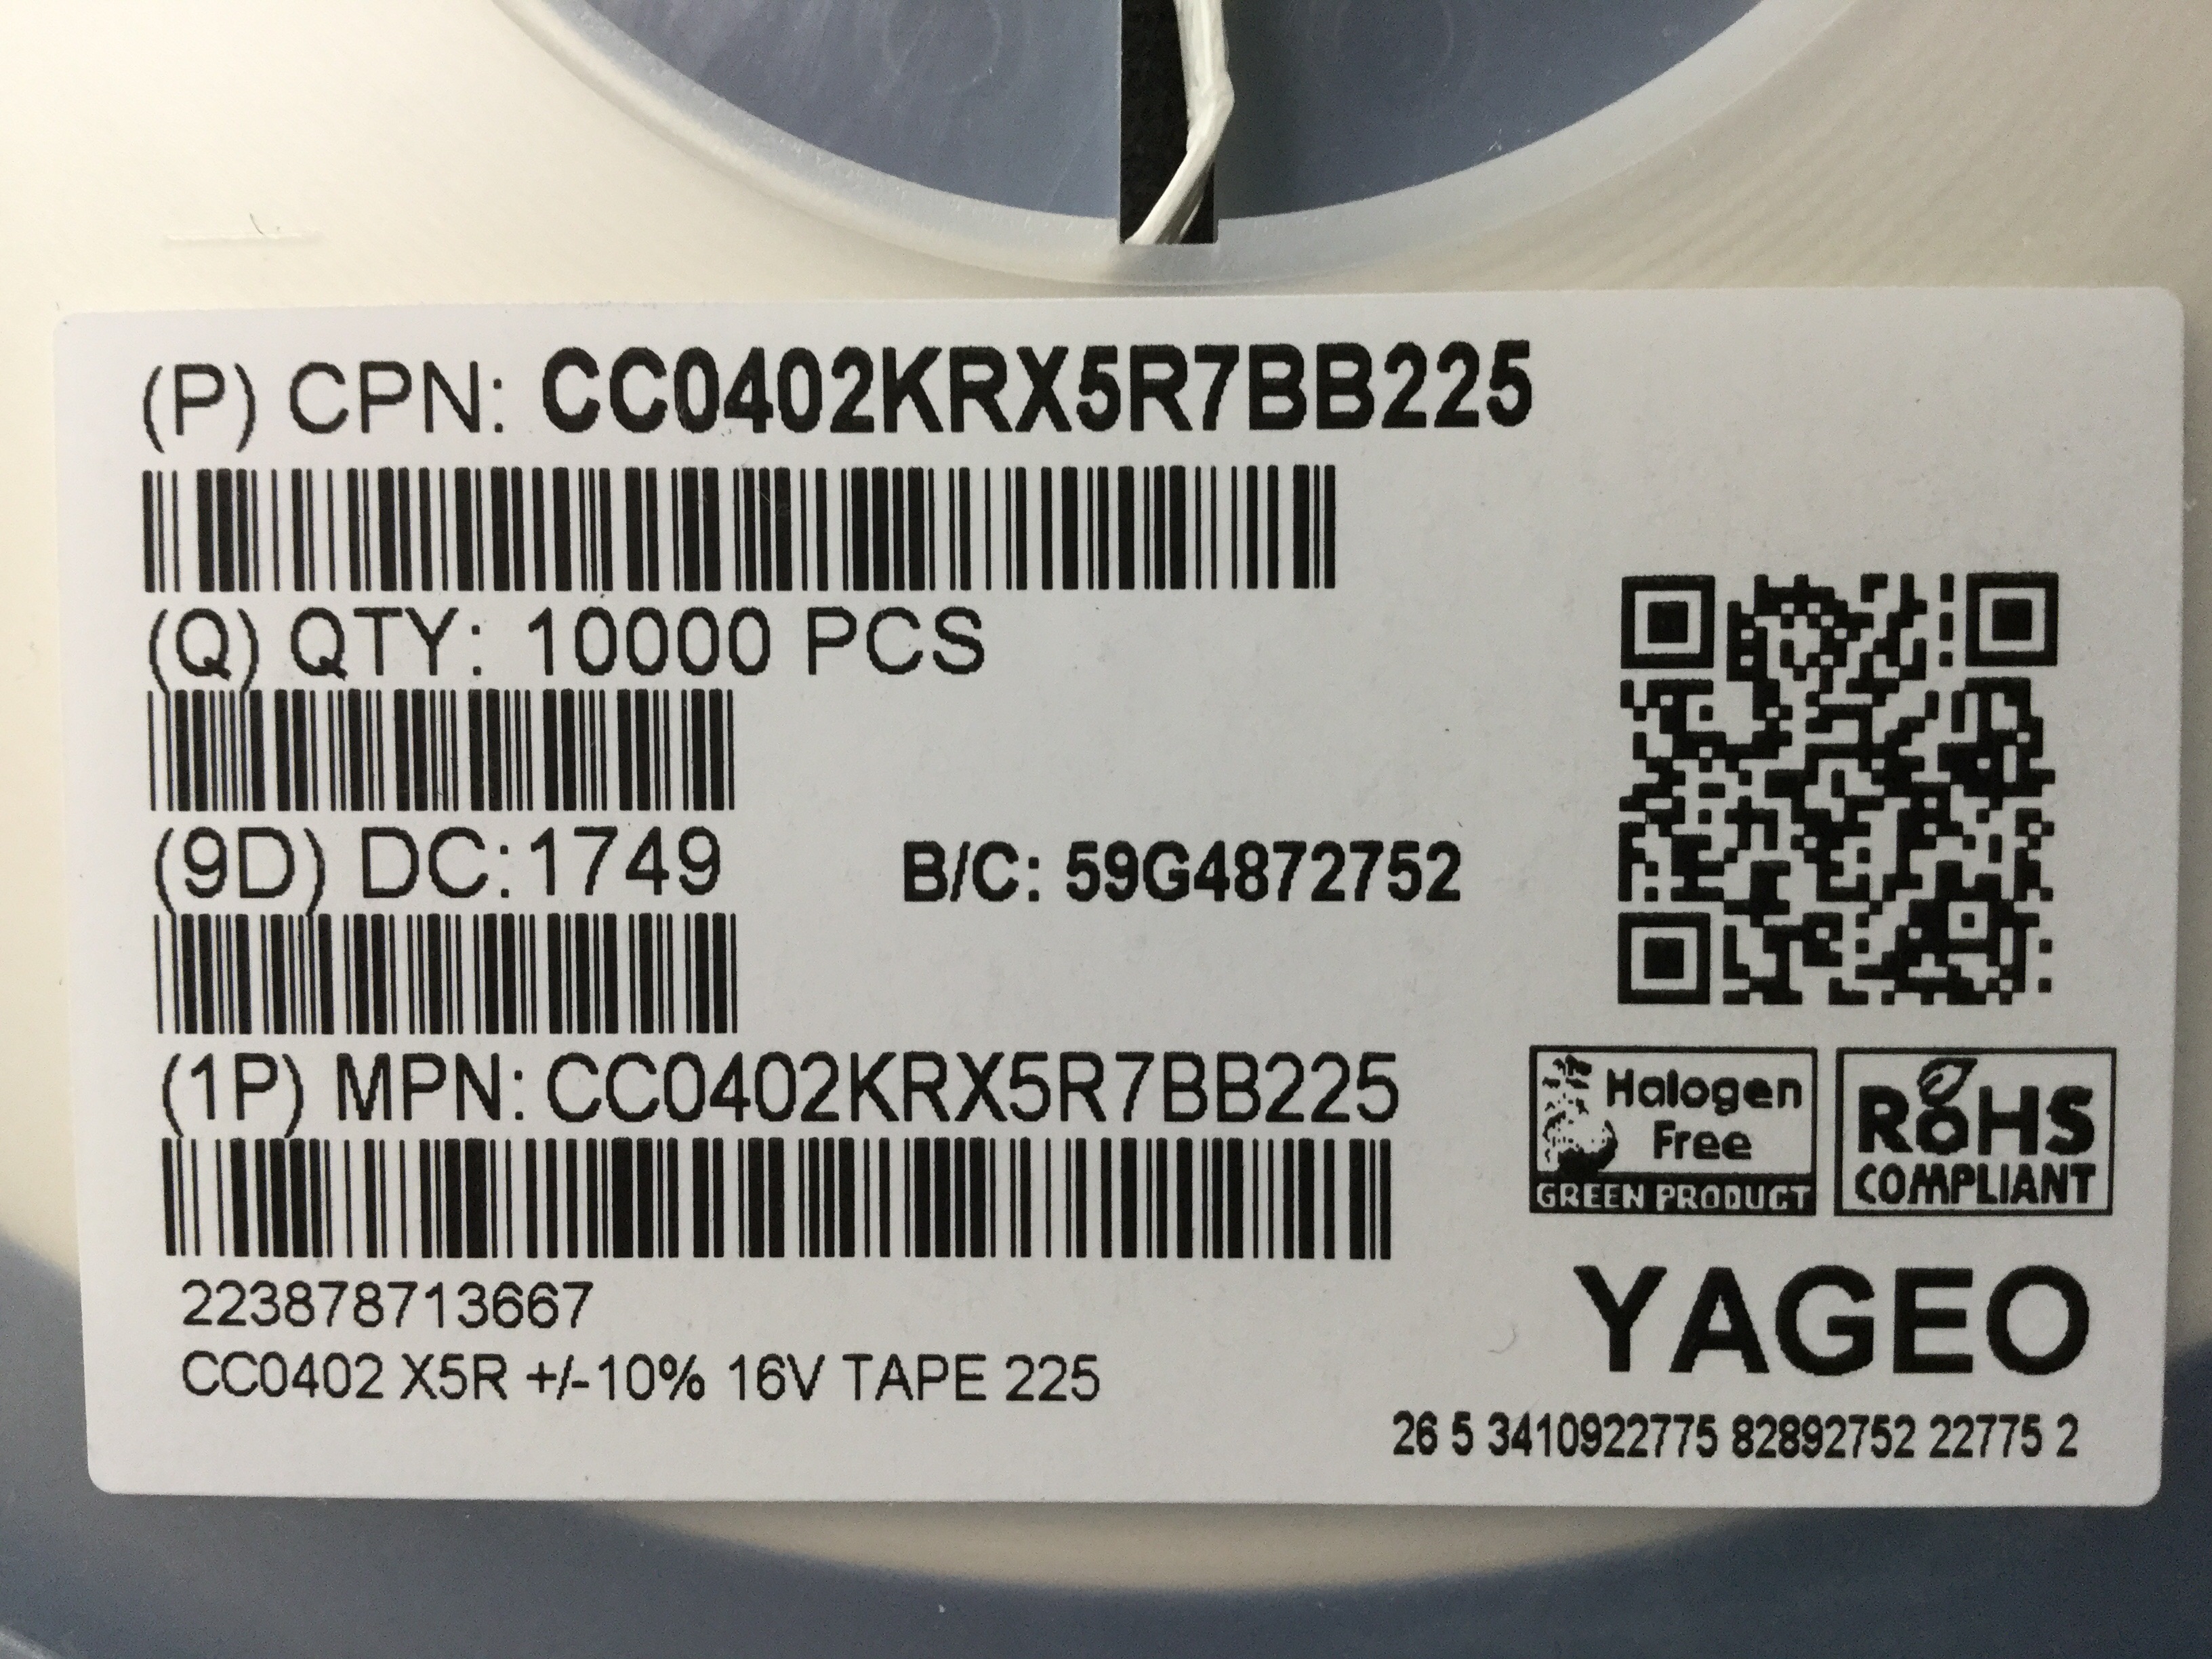 (P) CPN: CC0402KRX5R7BB225
(Q) QTY: 10000 PCS
(9D) DC:1749
B/C: 59G4872752
(1P) MPN: CC0402KRX5R7BB225
Halogen
Free
GREEN PRODUCT
RoHS
COMPLIANT
223878713667
CC0402 X5R +/-10% 16V TAPE 225
YAGEO
26 5 3410922775 82892752 22775 2